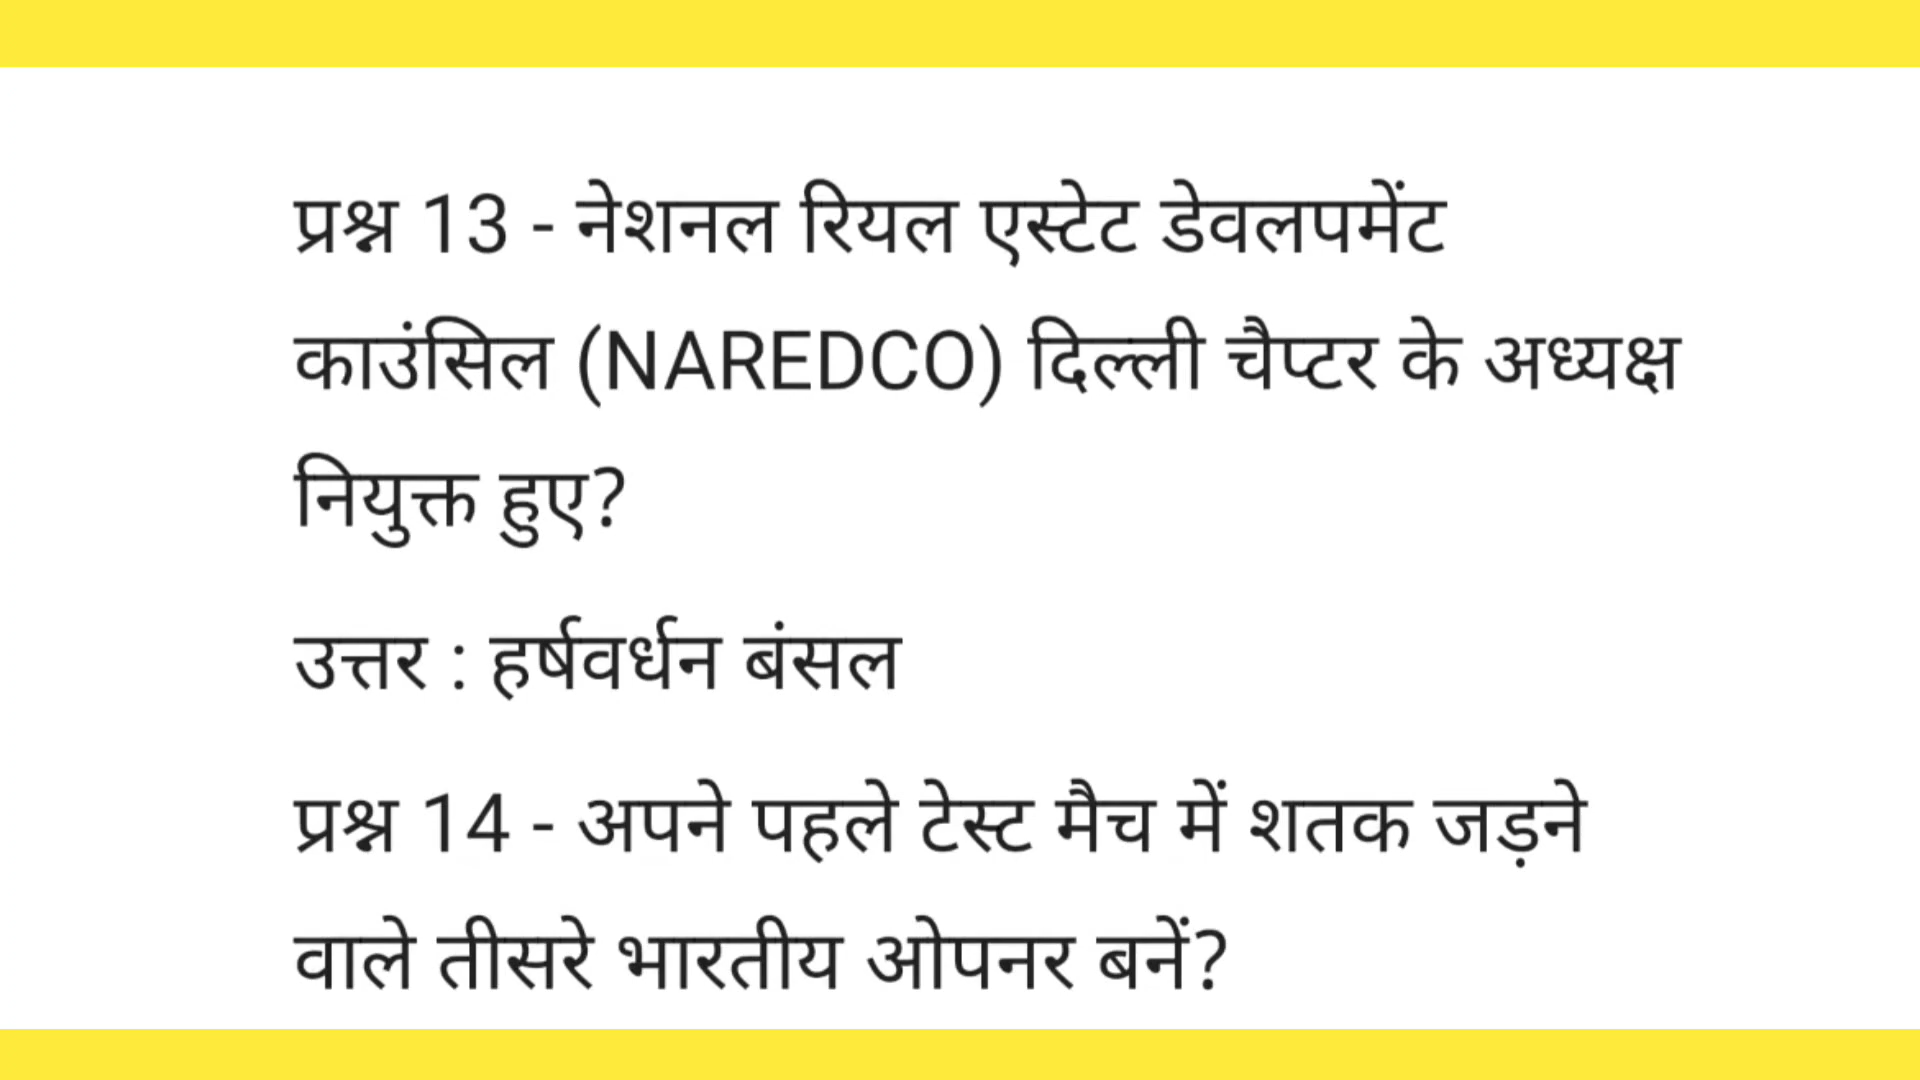 प्रश्न 13 - नेशनल रियल एस्टेट डेवलपमेंट
काउंसिल (NAREDCO) दिल्ली चैप्टर के अध्यक्ष
नियुक्त हुए?
उत्तर : हर्षवर्धन बंसल
प्रश्न 14 - अपने पहले टेस्ट मैच में शतक जड़ने
वाले तीसरे भारतीय ओपनर बनें?